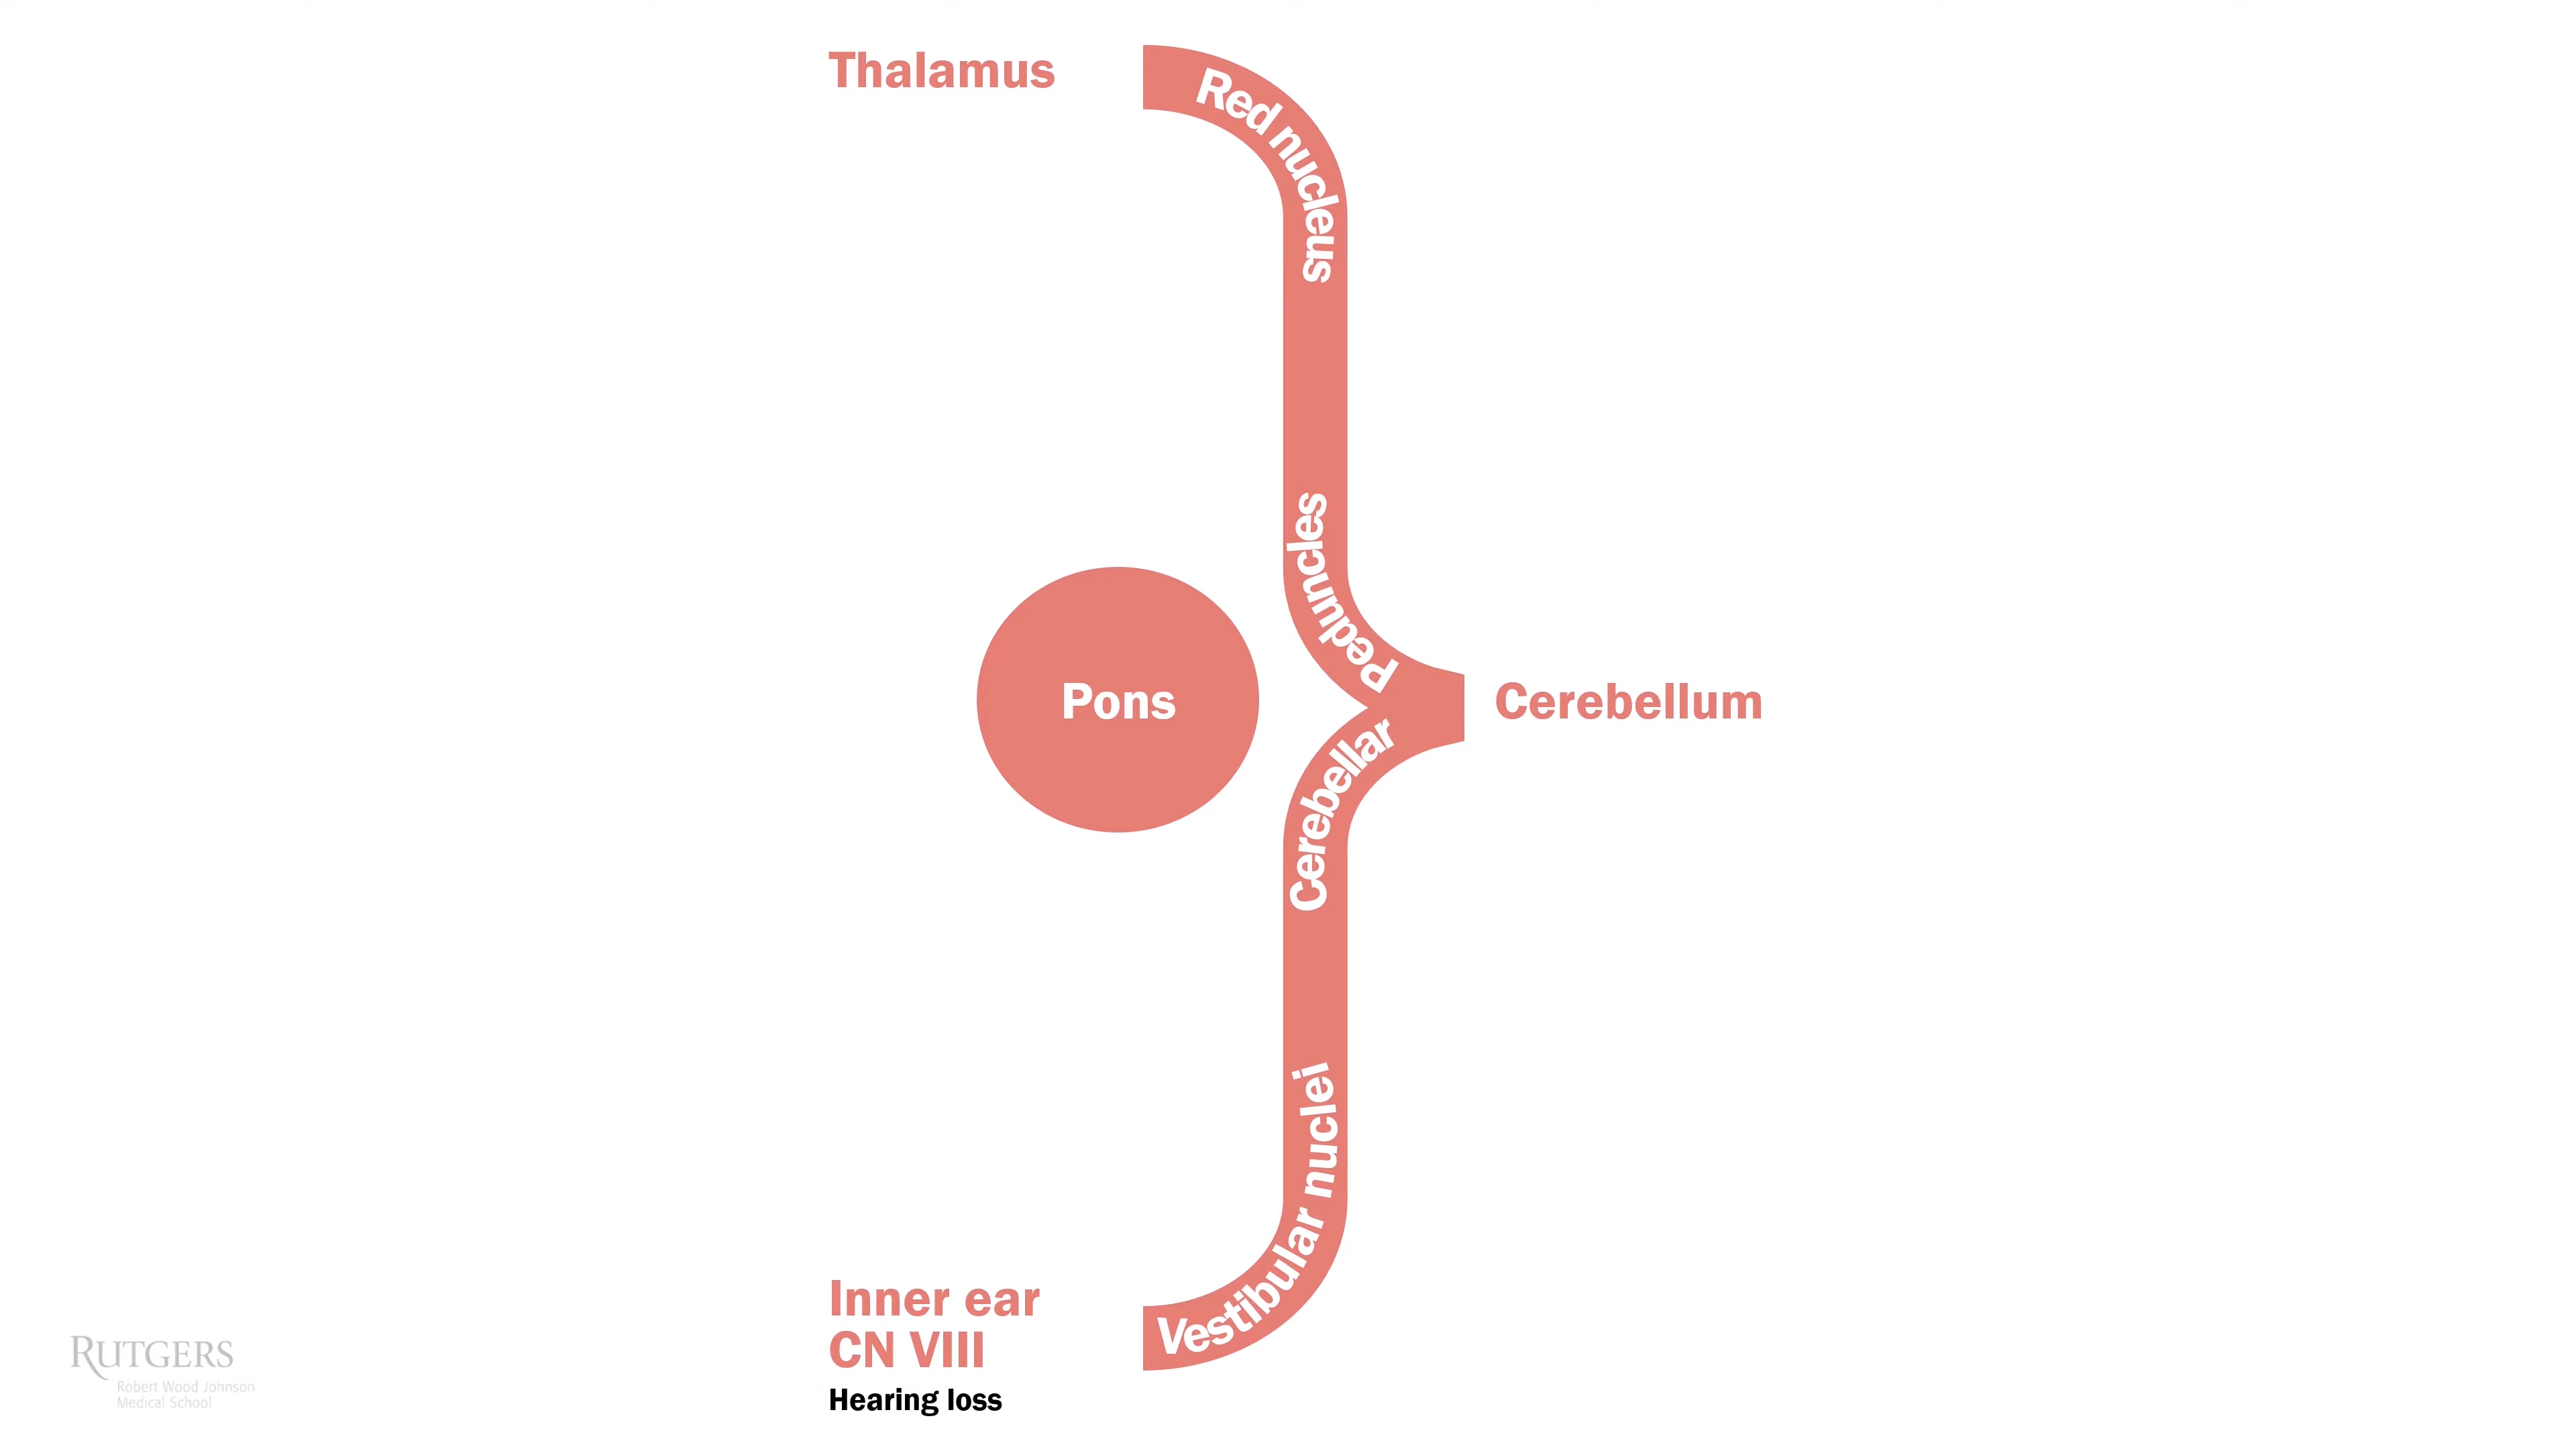 Thalamus
Red nucleus
Peduncles
Pons
Cerebellum
Cerebellar
Vestibular nuclei
Inner ear
CN VIII
Hearing loss
RUTGERS
Robert Wood Johnson
Medical School